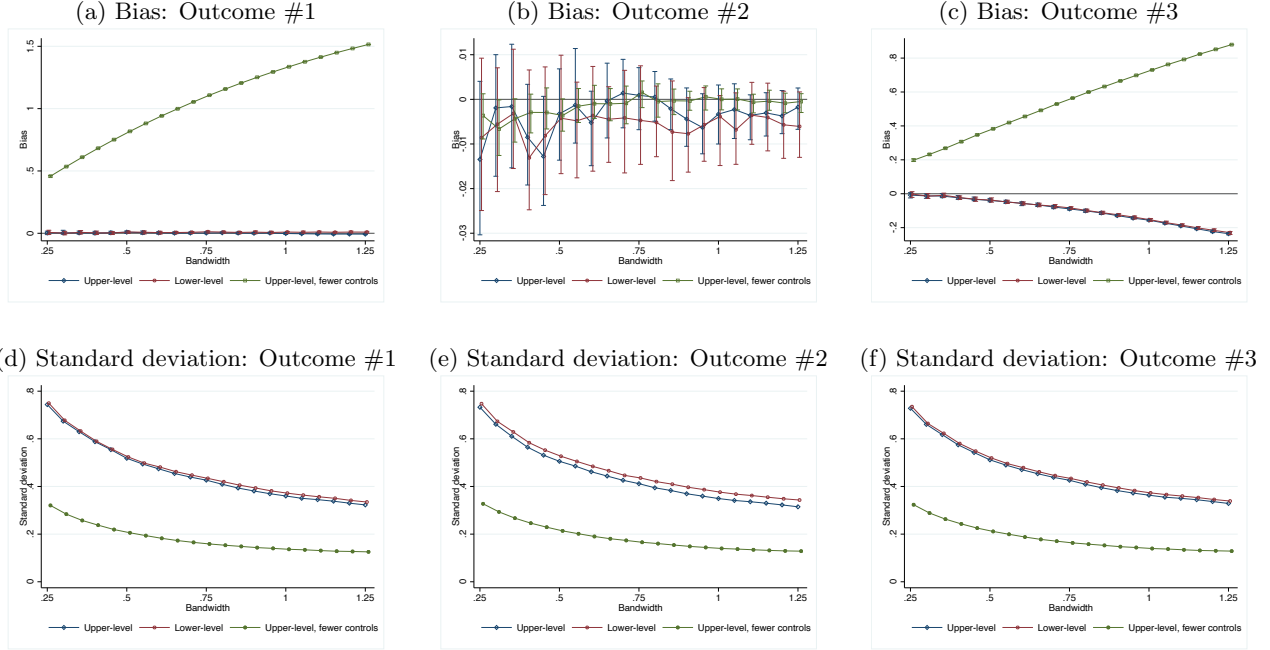 (a) Bias: Outcome #1
(b) Bias: Outcome #2
(c) Bias: Outcome #3
Bias
0
.5
1
1.5
.25
.5
.75
1
1.25
Bandwidth
Upper-level
Lower-level
Upper-level, fewer controls
Bias
-.03
-.02
-.01
0
.01
.25
.5
.75
1
1.25
Bandwidth
Upper-level
Lower-level
Upper-level, fewer controls
Bias
-.2
0
.2
.4
.6
.8
.25
.5
.75
1
1.25
Bandwidth
Upper-level
Lower-level
Upper-level, fewer controls
d) Standard deviation: Outcome #1
(e) Standard deviation: Outcome #2
(f) Standard deviation: Outcome #3
Standard deviation
0
.2
.4
.6
.8
.25
.5
.75
1
1.25
Bandwidth
Upper-level
Lower-level
Upper-level, fewer controls
Standard deviation
0
.2
.4
.6
.8
.25
.5
.75
1
1.25
Bandwidth
Upper-level
Lower-level
Upper-level, fewer controls
Standard deviation
0
.2
.4
.6
.8
.25
.5
.75
1
1.25
Bandwidth
Upper-level
Lower-level
Upper-level, fewer controls